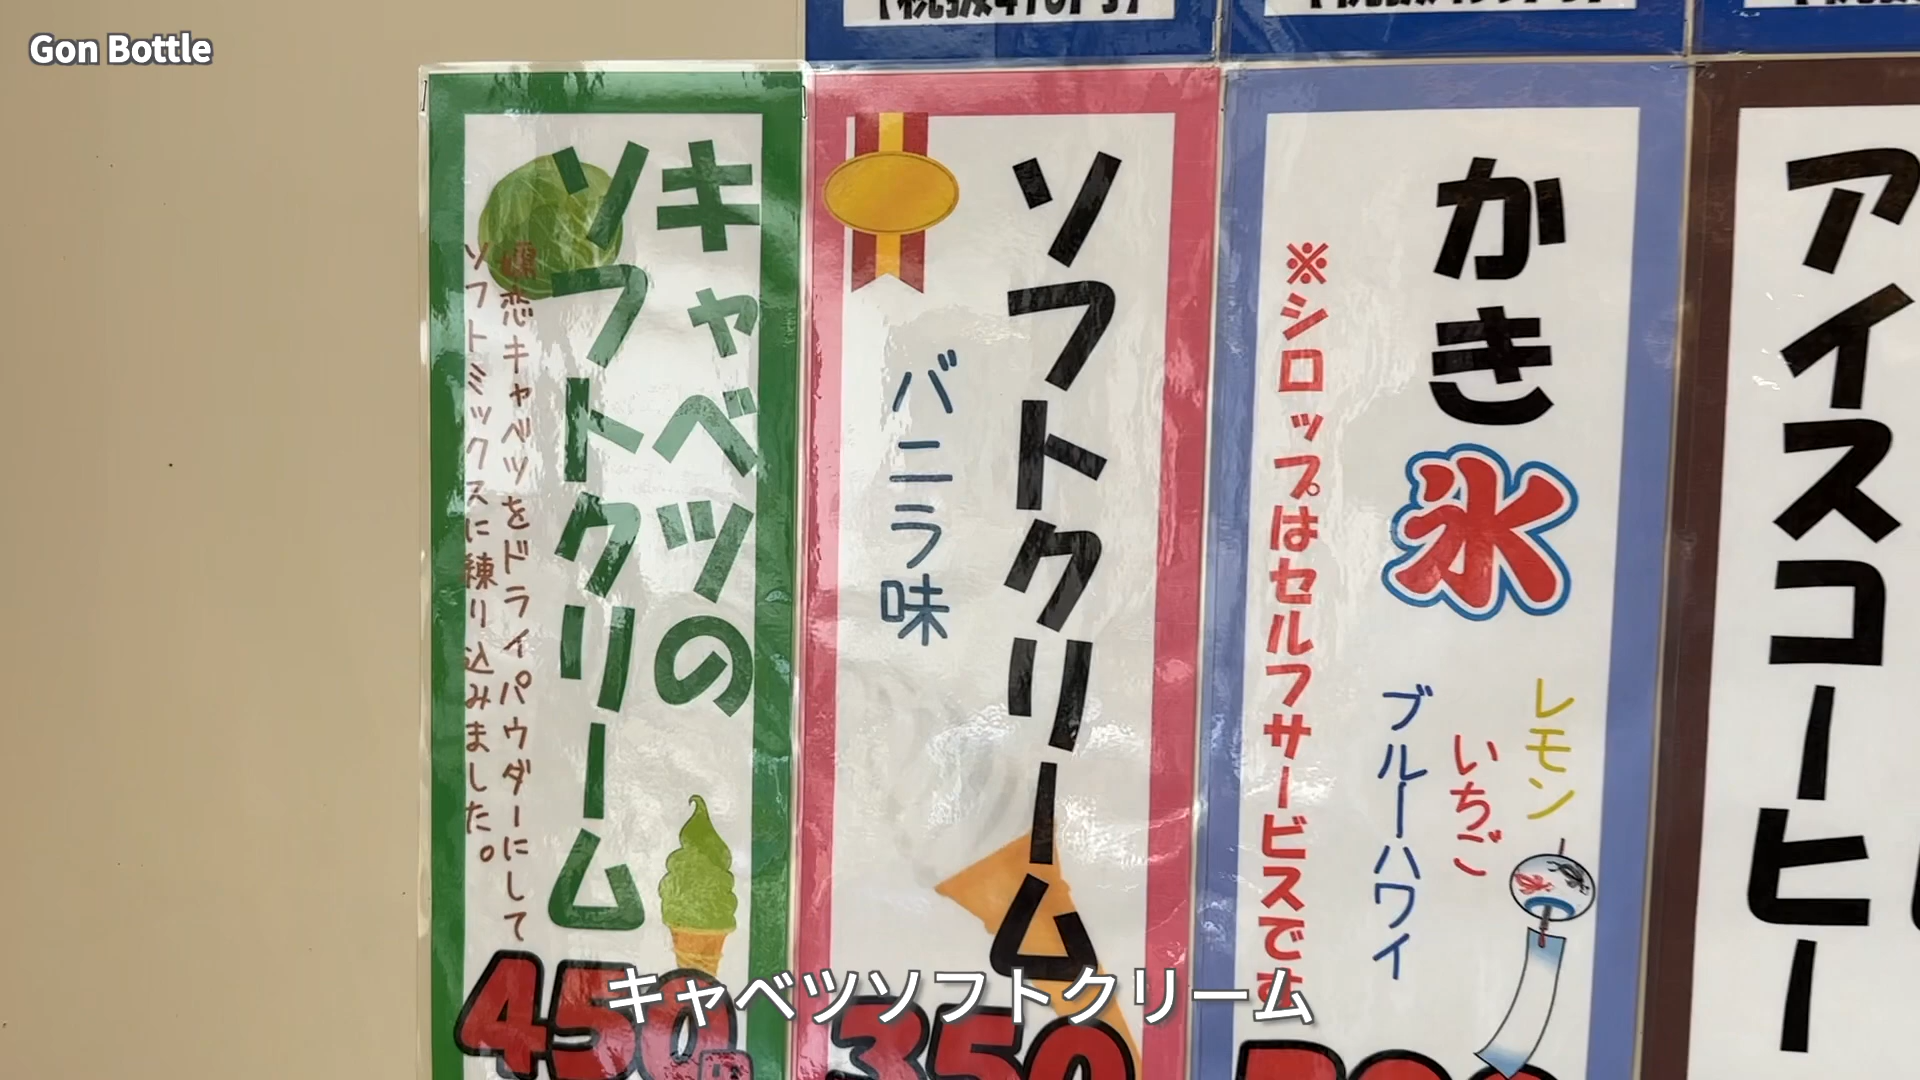 Gon Bottle
キャベツの
ソフトクリーム
嬬恋キャベツをドライパウダーにして
ソフトミックスに練り込みました。
450円
ソフトクリーム
バニラ味
350
かき氷
レモン
いちご
ブルーハワイ
※シロップはセルフサービスです
アイスコーヒー
キャベツソフトクリーム